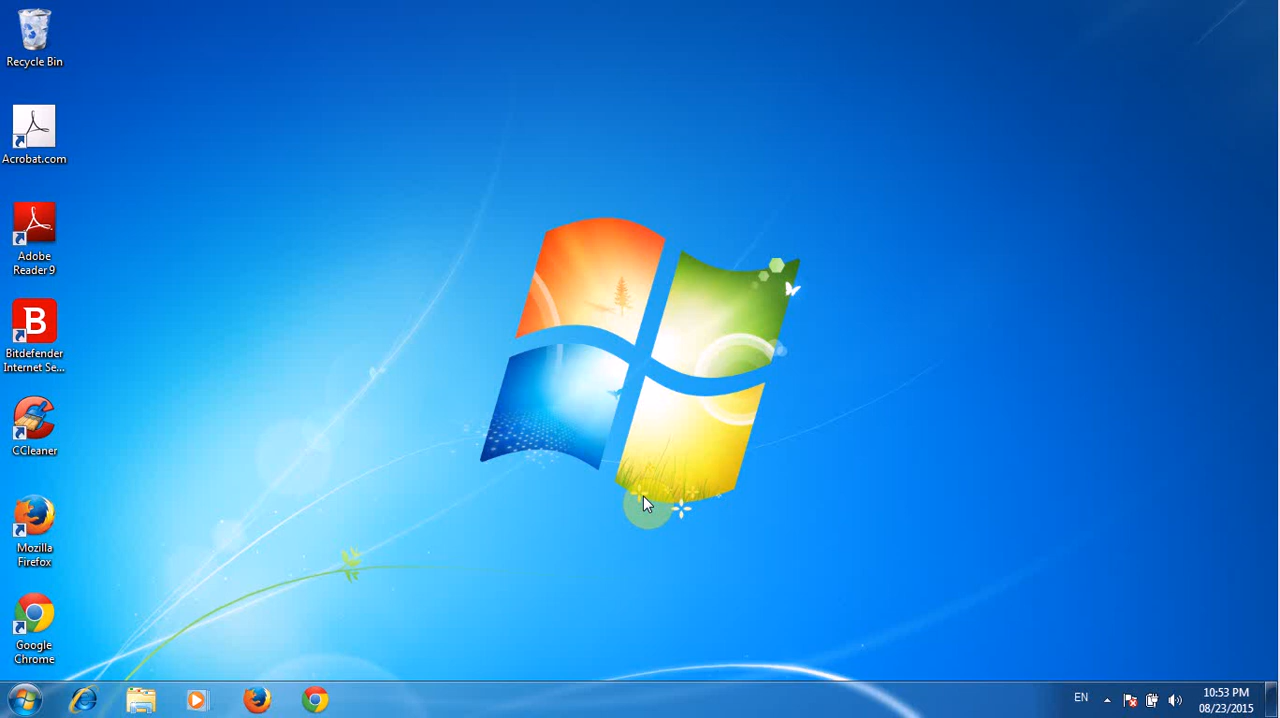 Recycle Bin
Acrobat.com
Adobe
Reader 9
B
Bitdefender
Internet Se...
CCleaner
Mozilla
Firefox
Google
Chrome
EN
10:53 PM
08/23/2015